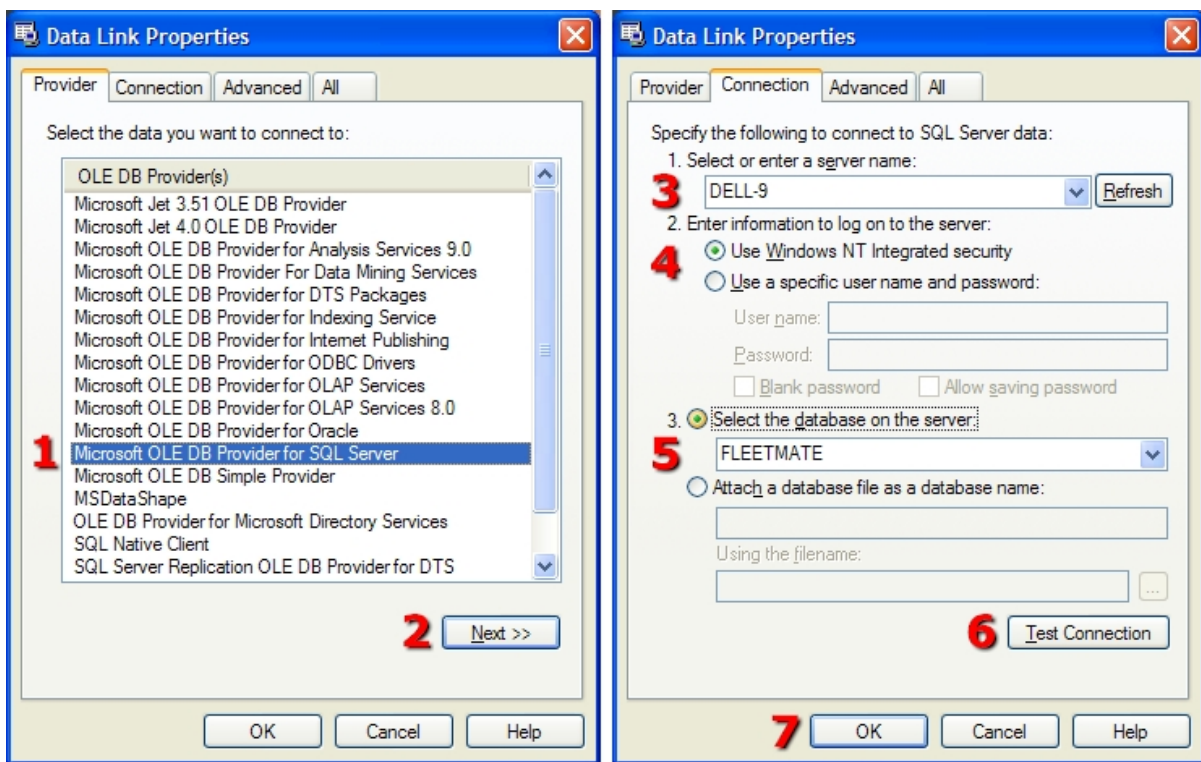 Data Link Properties
Provider Connection Advanced All
Select the data you want to connect to:
OLE DB Provider(s)
Microsoft Jet 3.51 OLE DB Provider
Microsoft Jet 4.0 OLE DB Provider
Microsoft OLE DB Provider for Analysis Services 9.0
Microsoft OLE DB Provider For Data Mining Services
Microsoft OLE DB Provider for DTS Packages
Microsoft OLE DB Provider for Indexing Service
Microsoft OLE DB Provider for Internet Publishing
Microsoft OLE DB Provider for ODBC Drivers
Microsoft OLE DB Provider for OLAP Services
Microsoft OLE DB Provider for OLAP Services 8.0
Microsoft OLE DB Provider for Oracle
1 Microsoft OLE DB Provider for SQL Server
Microsoft OLE DB Simple Provider
MSDataShape
OLE DB Provider for Microsoft Directory Services
SQL Native Client
SQL Server Replication OLE DB Provider for DTS
2 Next >>
OK Cancel Help
Data Link Properties
Provider Connection Advanced All
Specify the following to connect to SQL Server data:
1. Select or enter a server name:
3 DELL-9 Refresh
2. Enter information to log on to the server:
4 Use Windows NT Integrated security
Use a specific user name and password:
User name:
Password:
Blank password Allow saving password
3. Select the database on the server:
5 FLEETMATE
Attach a database file as a database name:
Using the filename:
...
6 Test Connection
7 OK Cancel Help